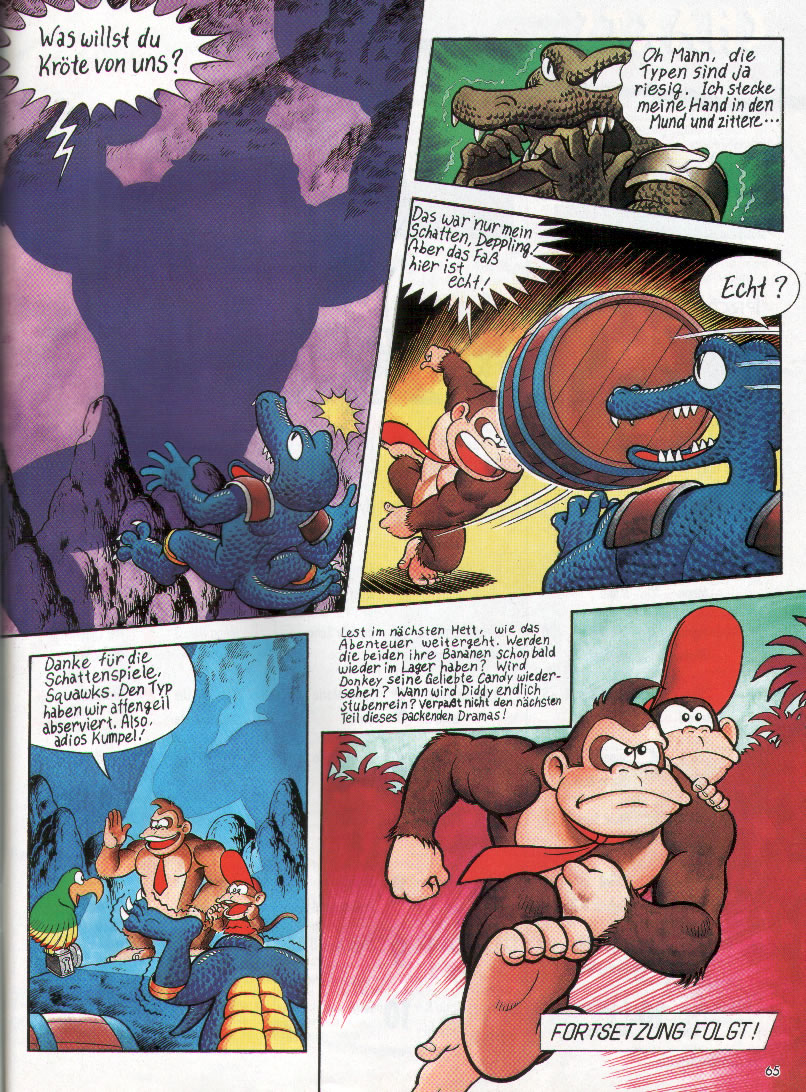 Was willst du
Kröte von uns?
Oh Mann, die
Typen sind ja
riesig. Ich stecke
meine Hand in den
Mund und zittere...
Das war nur mein
Schatten, Deppling!
Aber das Faß
hier ist
echt!
Echt?
Danke für die
Schattenspiele,
Squawks. Den Typ
haben wir affengeil
abserviert. Also,
adios Kumpel!
Lest im nächsten Hett, wie das
Abenteuer weitergeht. Werden
die beiden ihre Bananen schon bald
wieder im Lager haben? Wird
Donkey seine Geliebte Candy wieder-
sehen? Wann wird Diddy endlich
stubenrein? Verpaßt nicht den nächsten
Teil dieses packenden Dramas!
FORTSETZUNG FOLGT!
65